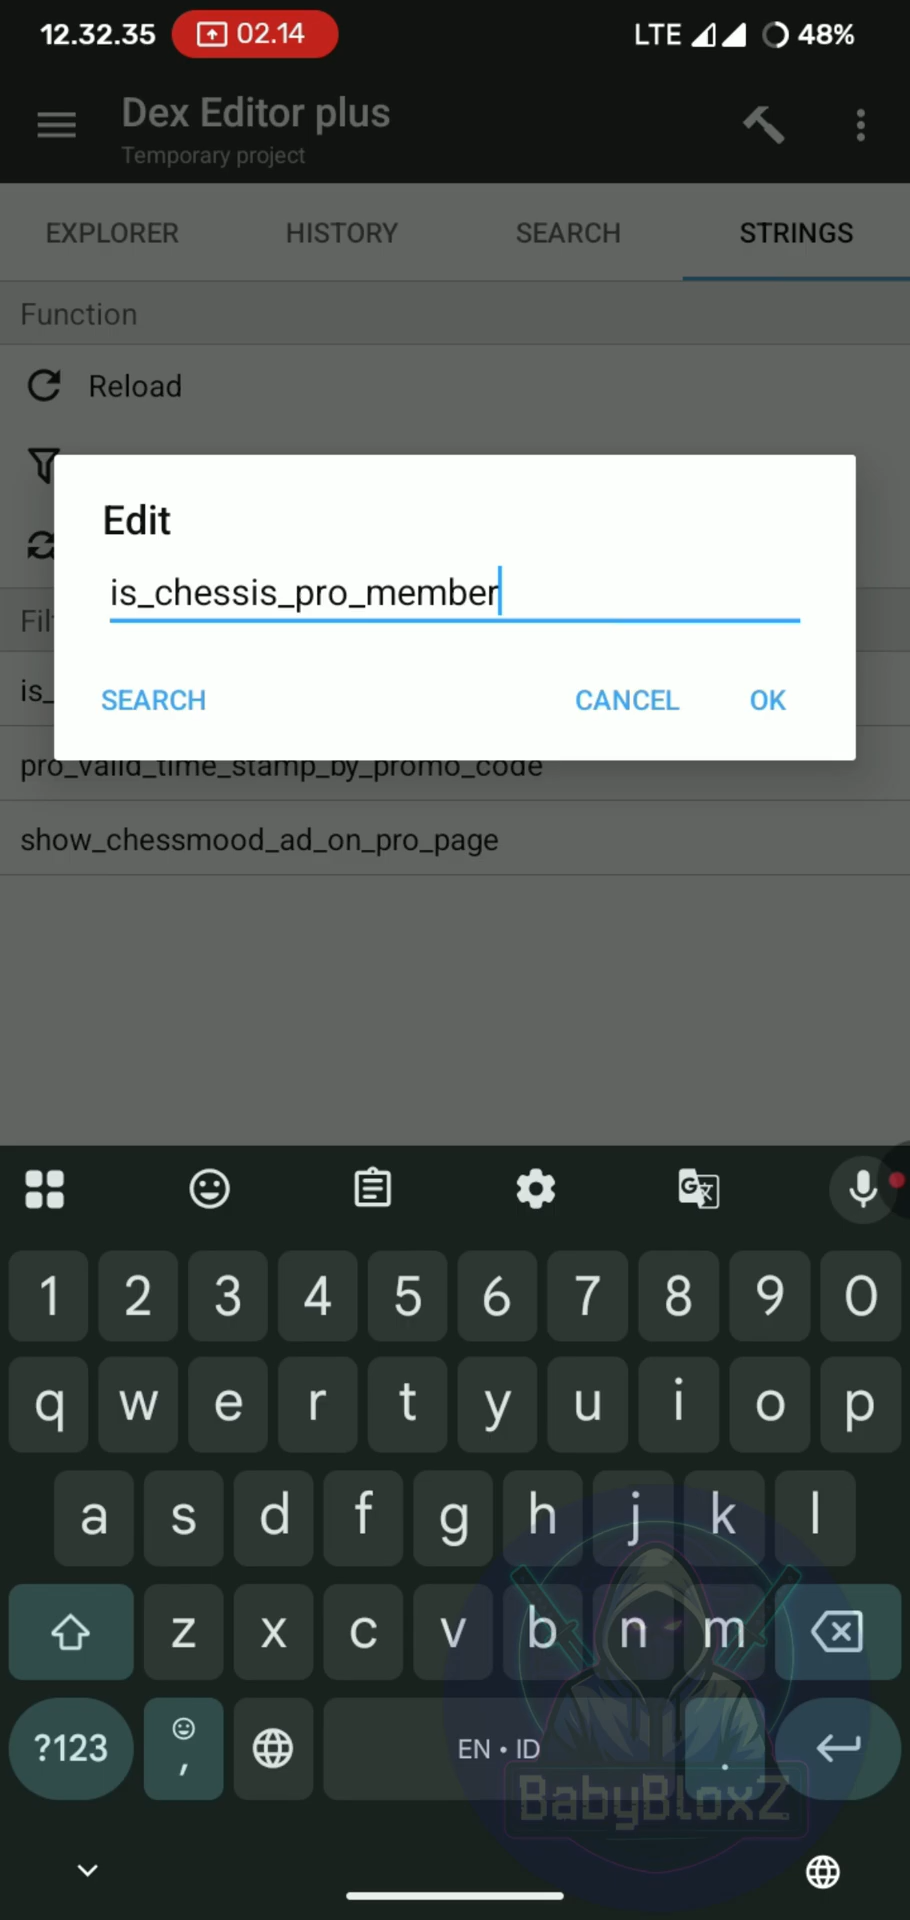 12.32.35 02.14 LTE 48%
Dex Editor plus
Temporary project
EXPLORER HISTORY SEARCH STRINGS
Function
Reload
Edit
is_chessis_pro_member
Fil
is_
SEARCH CANCEL OK
pro_valid_time_stamp_by_promo_code
show_chessmood_ad_on_pro_page
1 2 3 4 5 6 7 8 9 0
q w e r t y u i o p
a s d f g h j k l
z x c v b n m
?123 , EN • ID .
BabyBloxZ